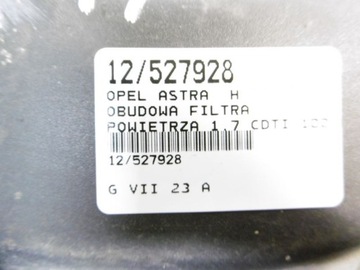 12/527928
OPEL ASTRA H
OBUDOWA FILTRA
POWIETRZA 1.7 CDTI
12/527928
G VII 23 A